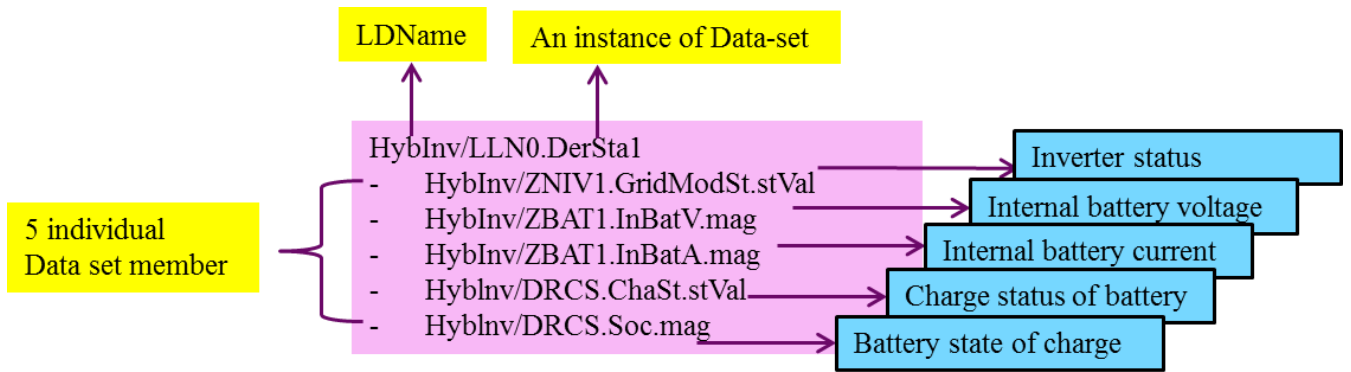 LDName
An instance of Data-set
HybInv/LLN0.DerSta1
- HybInv/ZNIV1.GridModSt.stVal
- HybInv/ZBAT1.InBatV.mag
- HybInv/ZBAT1.InBatA.mag
- Hyblnv/DRCS.ChaSt.stVal
- Hyblnv/DRCS.Soc.mag
5 individual
Data set member
Inverter status
Internal battery voltage
Internal battery current
Charge status of battery
Battery state of charge